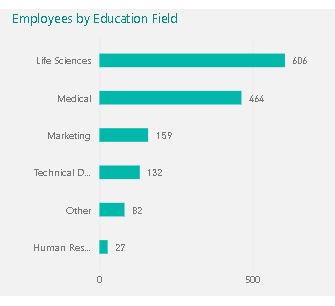 Employees by Education Field
Life Sciences 606
Medical 464
Marketing 159
Technical D... 132
Other 82
Human Res... 27
0 500